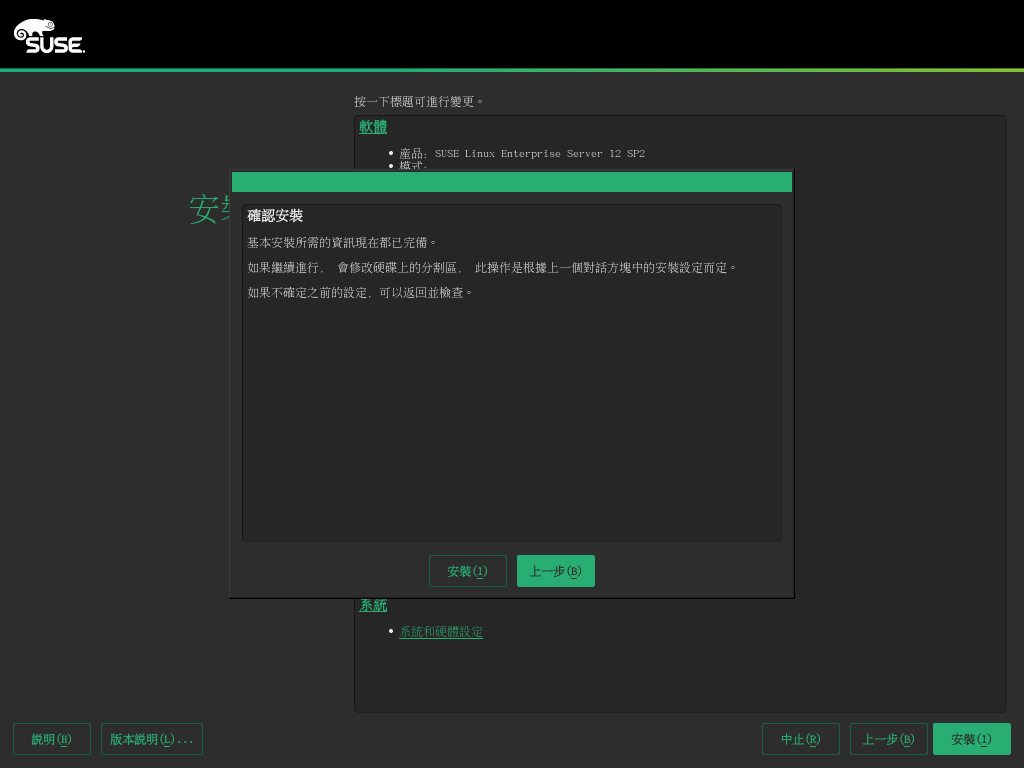 SUSE.
按一下標題可進行變更。
軟體
• 產品: SUSE Linux Enterprise Server 12 SP2
• 模式:
安
確認安裝
基本安裝所需的資訊現在都已完備。
如果繼續進行, 會修改硬碟上的分割區, 此操作是根據上一個對話方塊中的安裝設定而定。
如果不確定之前的設定, 可以返回並檢查。
安裝(I) 上一步(B)
系統
• 系統和硬體設定
說明(H) 版本說明(L)... 中止(R) 上一步(B) 安裝(I)